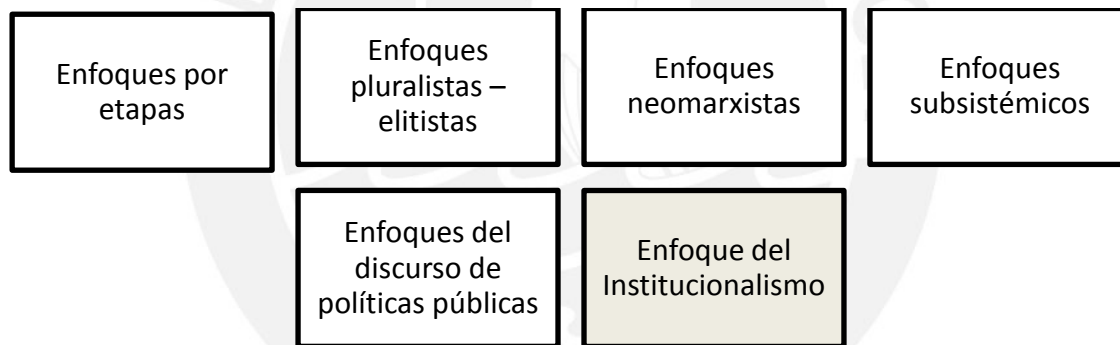 Enfoques por
etapas
Enfoques
pluralistas –
elitistas
Enfoques
neomarxistas
Enfoques
subsistémicos
Enfoques del
discurso de
políticas públicas
Enfoque del
Institucionalismo